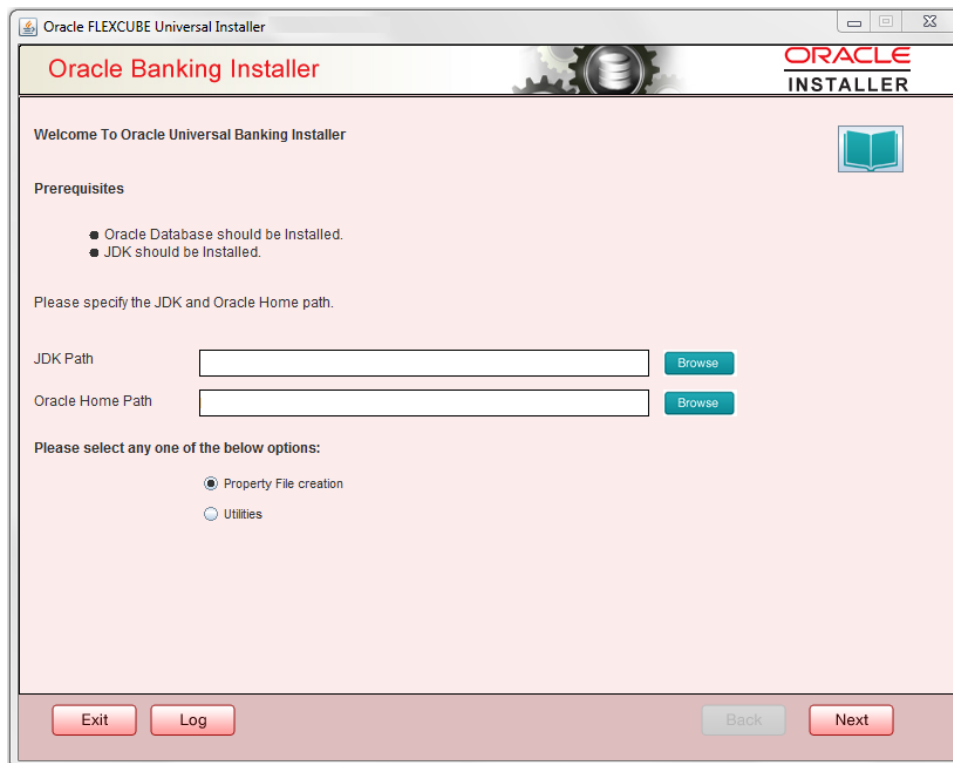 Oracle FLEXCUBE Universal Installer
Oracle Banking Installer
ORACLE
INSTALLER
Welcome To Oracle Universal Banking Installer
Prerequisites
Oracle Database should be Installed.
JDK should be Installed.
Please specify the JDK and Oracle Home path.
JDK Path
Browse
Oracle Home Path
Browse
Please select any one of the below options:
Property File creation
Utilities
Exit
Log
Back
Next